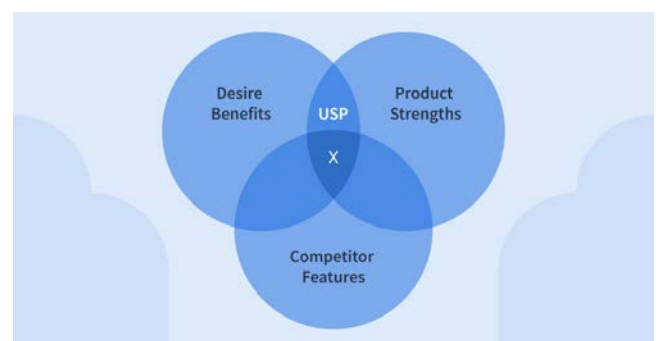 Desire
Benefits
USP
Product
Strengths
X
Competitor
Features